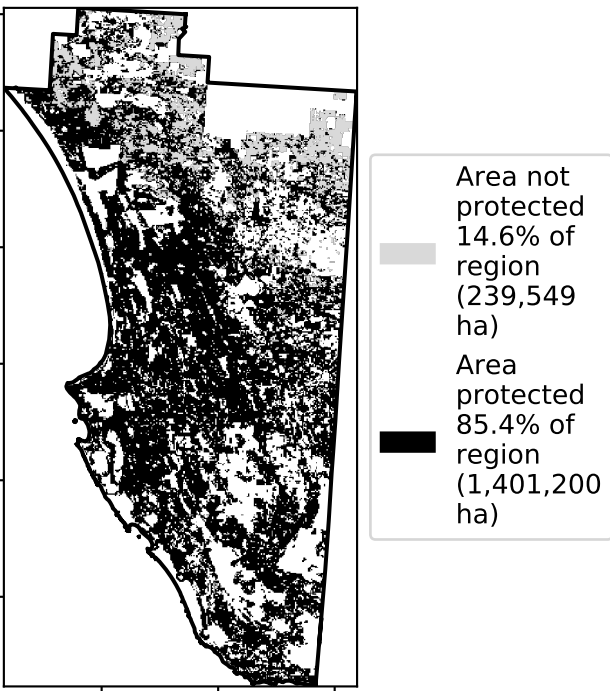 Area not
protected
14.6% of
region
(239,549
ha)
Area
protected
85.4% of
region
(1,401,200
ha)